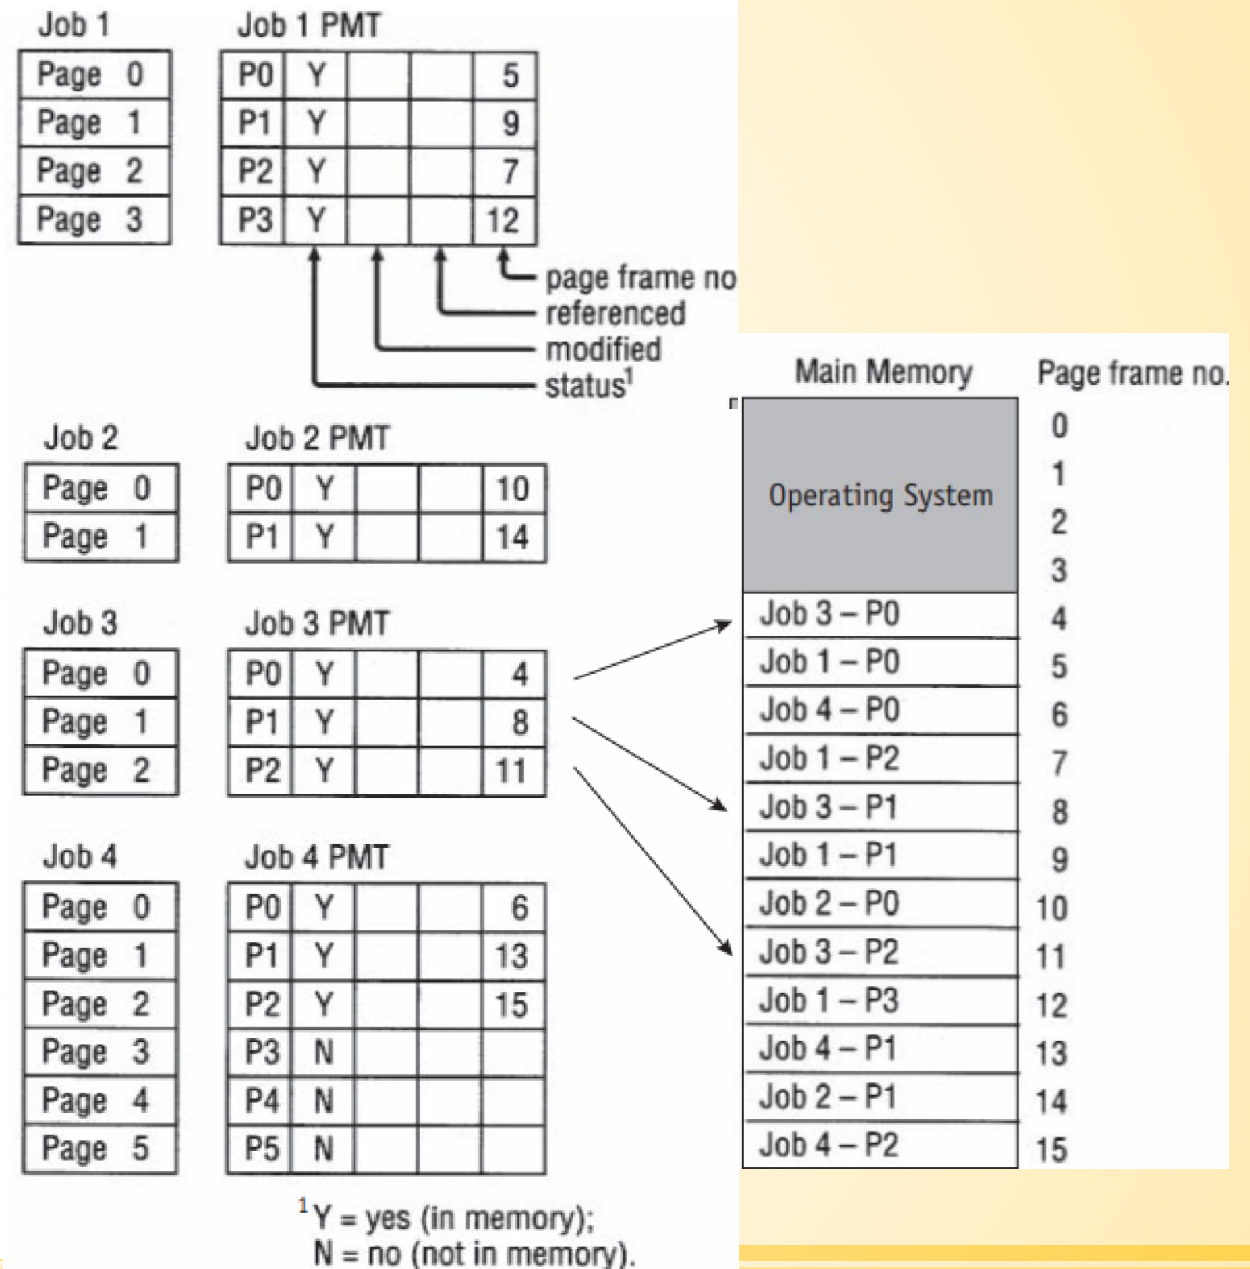 Job 1
Job 1 PMT
Page 0
P0 Y 5
Page 1
P1 Y 9
Page 2
P2 Y 7
Page 3
P3 Y 12
page frame no
referenced
modified
status1
Job 2
Job 2 PMT
Page 0
P0 Y 10
Page 1
P1 Y 14
Job 3
Job 3 PMT
Page 0
P0 Y 4
Page 1
P1 Y 8
Page 2
P2 Y 11
Job 4
Job 4 PMT
Page 0
P0 Y 6
Page 1
P1 Y 13
Page 2
P2 Y 15
Page 3
P3 N
Page 4
P4 N
Page 5
P5 N
1 Y = yes (in memory);
N = no (not in memory).
Main Memory
Page frame no.
Operating System
0
1
2
3
Job 3 – P0 4
Job 1 – P0 5
Job 4 – P0 6
Job 1 – P2 7
Job 3 – P1 8
Job 1 – P1 9
Job 2 – P0 10
Job 3 – P2 11
Job 1 – P3 12
Job 4 – P1 13
Job 2 – P1 14
Job 4 – P2 15